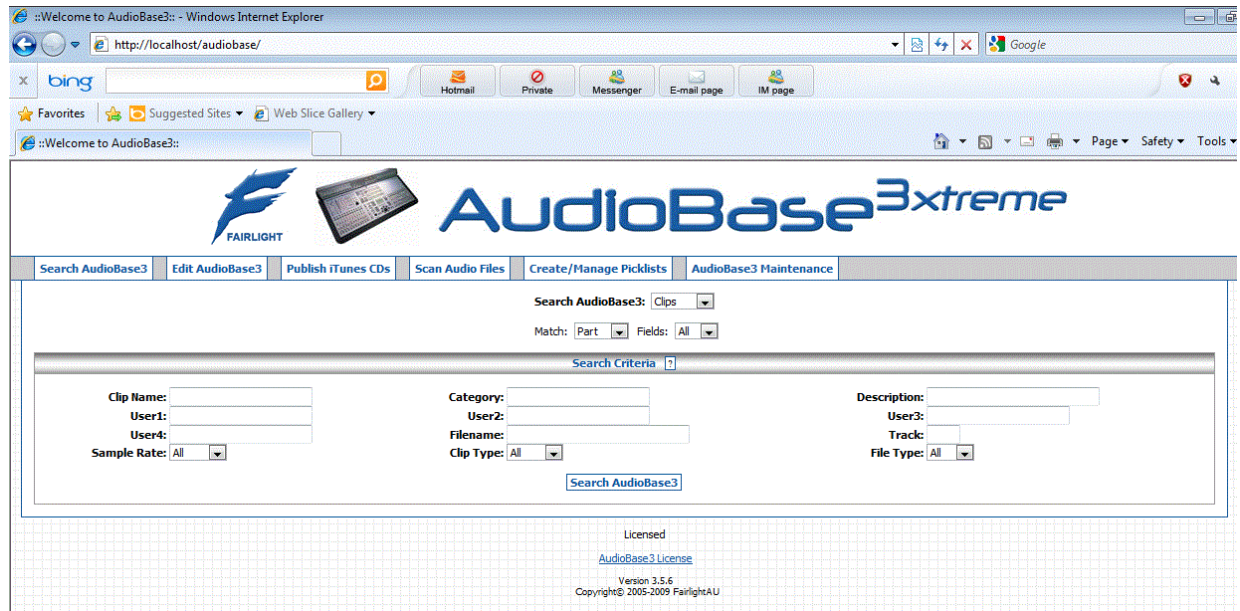 ::Welcome to AudioBase3:: - Windows Internet Explorer
http://localhost/audiobase/
Google
x bing
Hotmail Private Messenger E-mail page IM page
Favorites Suggested Sites Web Slice Gallery
::Welcome to AudioBase3::
Page Safety Tools
FAIRLIGHT
AudioBase3xtreme
Search AudioBase3 Edit AudioBase3 Publish iTunes CDs Scan Audio Files Create/Manage Picklists AudioBase3 Maintenance
Search AudioBase3: Clips
Match: Part Fields: All
Search Criteria ?
Clip Name: Category: Description:
User1: User2: User3:
User4: Filename: Track:
Sample Rate: All Clip Type: All File Type: All
Search AudioBase3
Licensed
AudioBase3 License
Version 3.5.6
Copyright© 2005-2009 FairlightAU